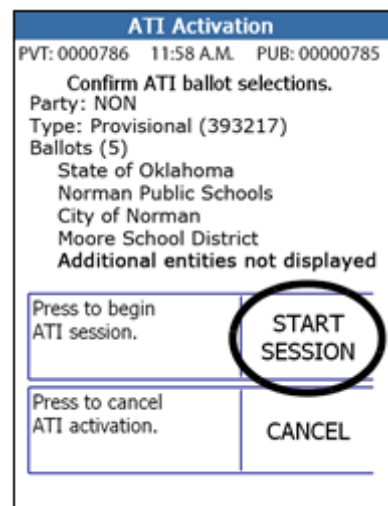 ATI Activation
PVT: 0000786 11:58 A.M. PUB: 00000785
Confirm ATI ballot selections.
Party: NON
Type: Provisional (393217)
Ballots (5)
State of Oklahoma
Norman Public Schools
City of Norman
Moore School District
Additional entities not displayed
Press to begin
ATI session.
START
SESSION
Press to cancel
ATI activation.
CANCEL